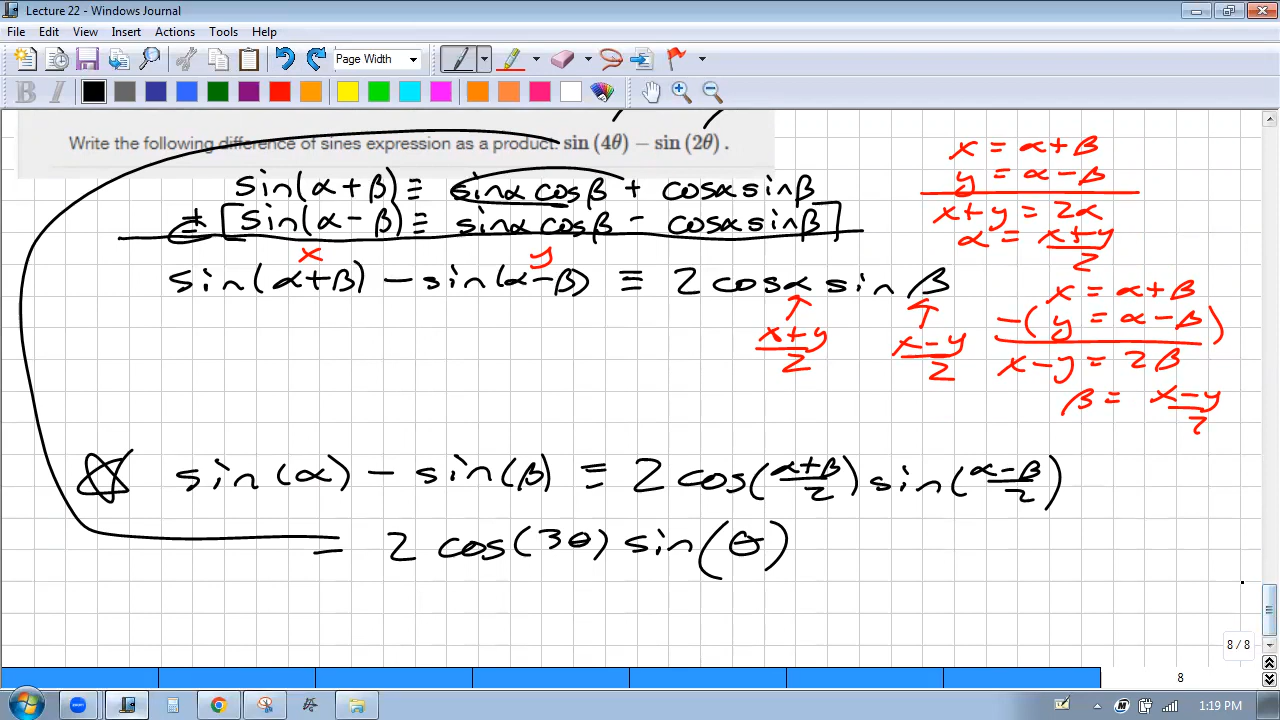 Lecture 22 - Windows Journal
File Edit View Insert Actions Tools Help
Page Width
B I
Write the following difference of sines expression as a product: sin (4θ) − sin (2θ) .
sin(α + β) ≡ sinα cosβ + cosα sinβ
[sin(α − β) ≡ sinα cosβ − cosα sinβ]
x y
sin(α+β) − sin(α−β) ≡ 2 cosα sin β
x+y/2 x−y/2
x = α+β
y = α−β
x+y = 2α
α = x+y/2
x = α+β
−( y = α−β )
x−y = 2β
β = x−y/2
sin(α) − sin(β) ≡ 2 cos(α+β/2) sin(α−β/2)
= 2 cos(3θ) sin(θ)
8 / 8
8
1:19 PM